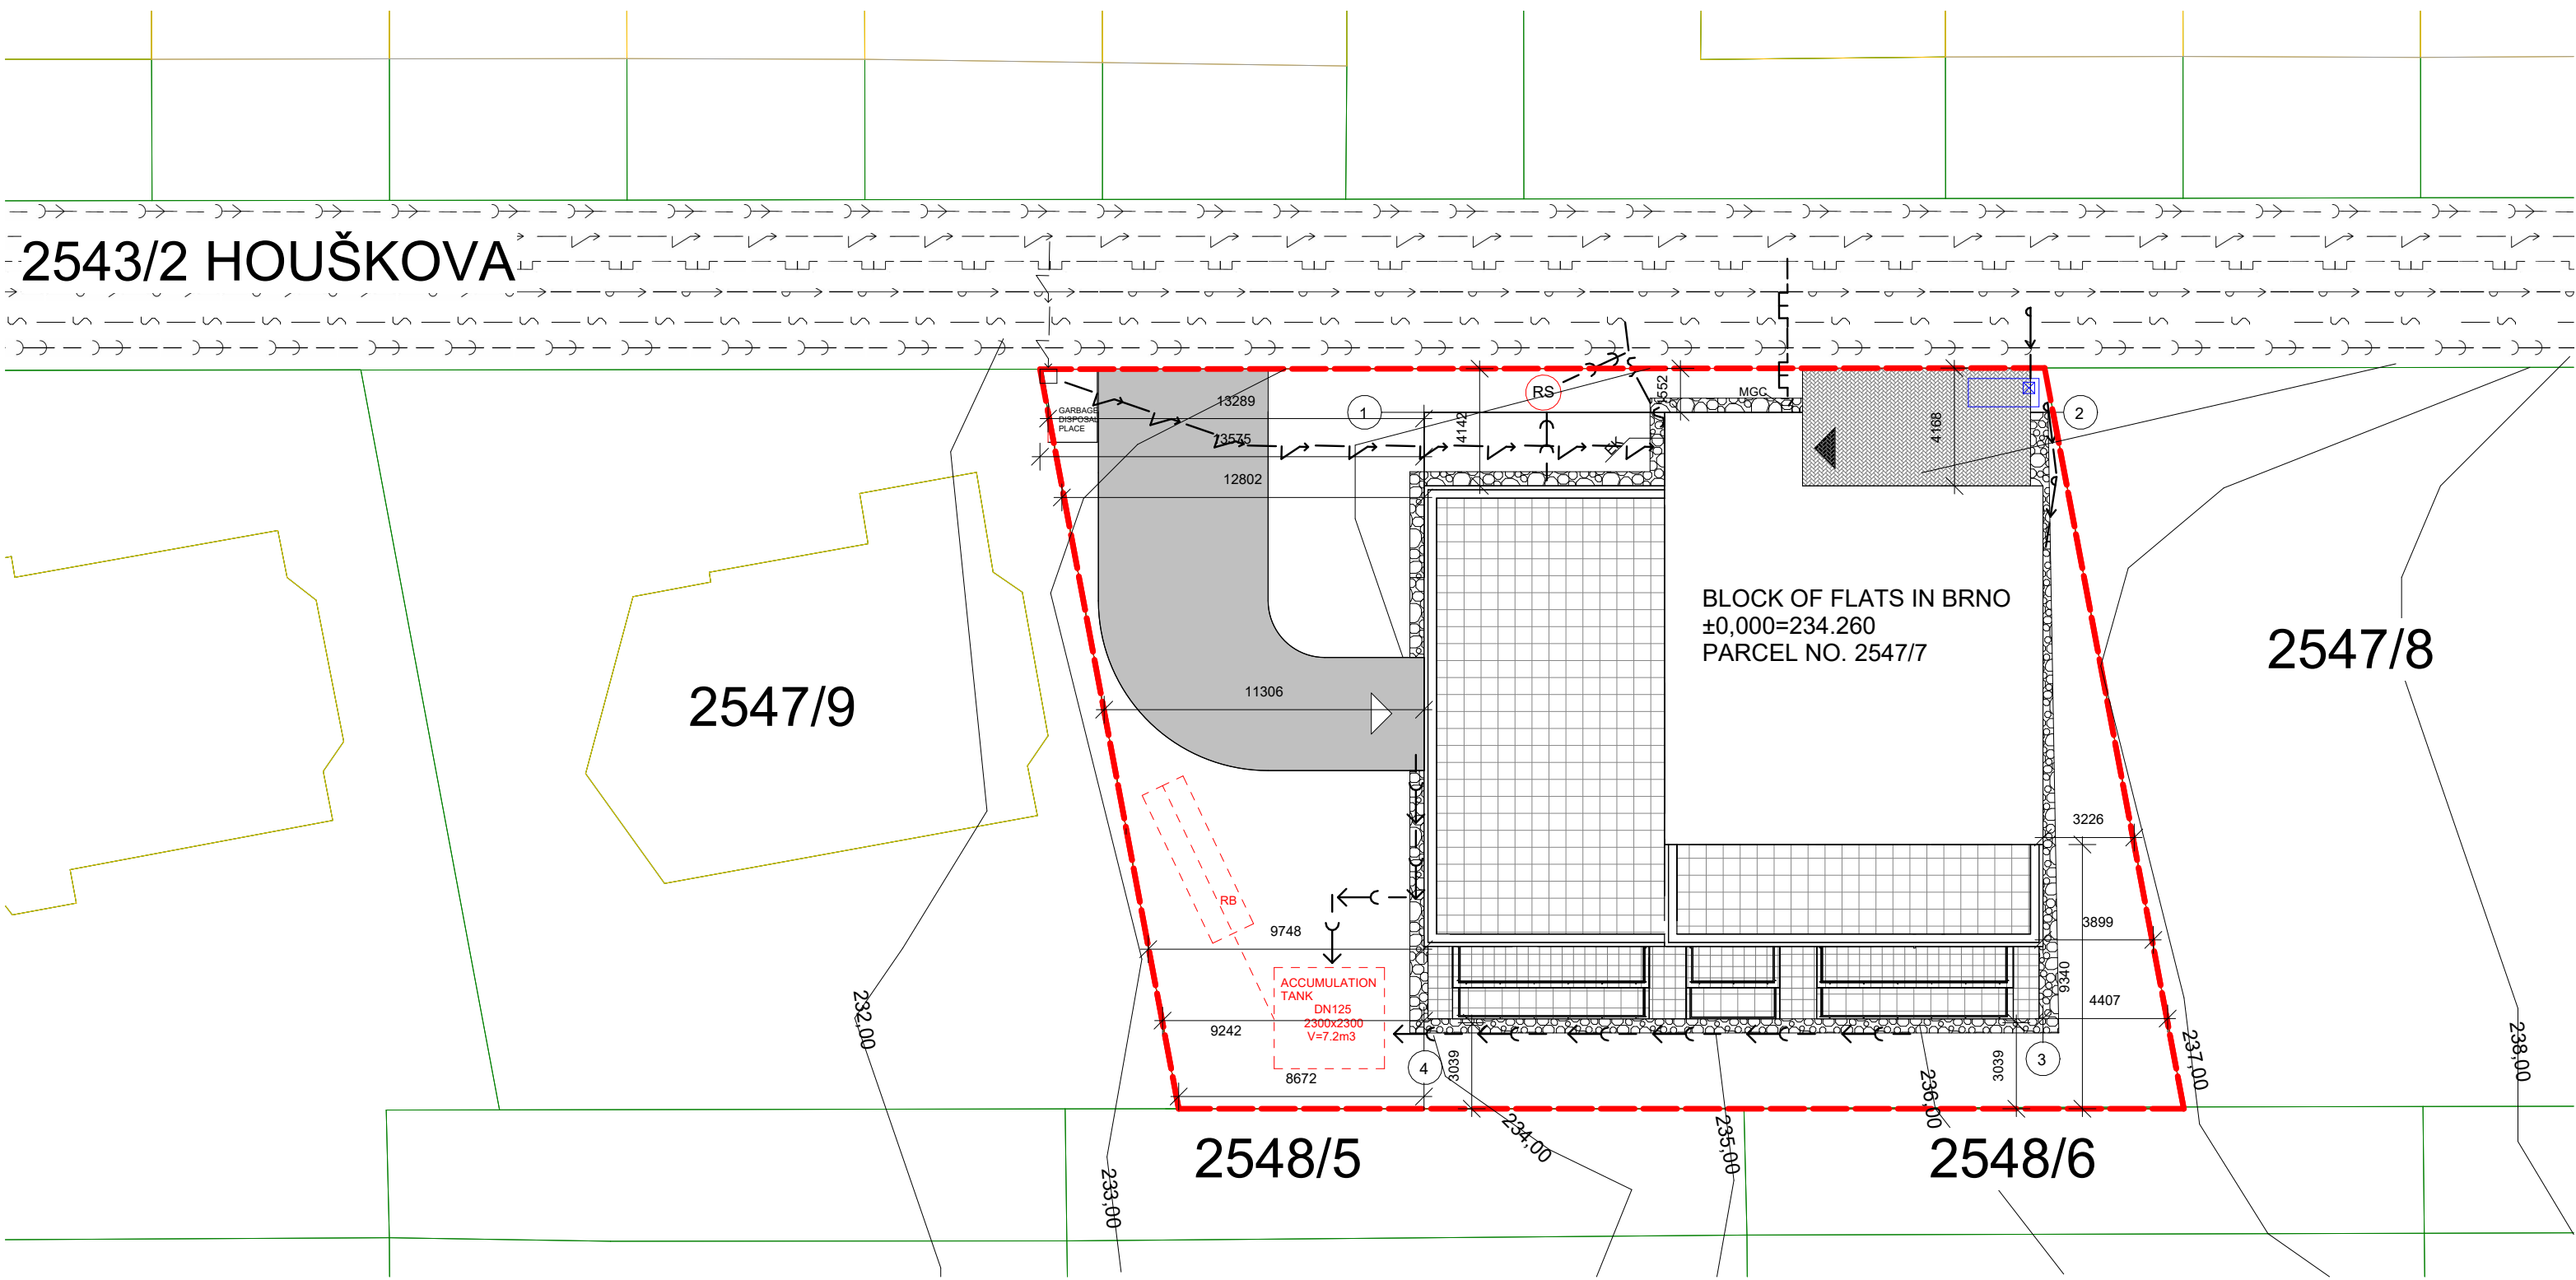 2543/2 HOUŠKOVA
GARBAGE
DISPOSAL
PLACE
13289
13575
12802
1
4142
RS
552
MGC
4168
2
BLOCK OF FLATS IN BRNO
±0,000=234.260
PARCEL NO. 2547/7
2547/8
2547/9
11306
3226
RB
9748
3899
ACCUMULATION
TANK
DN125
2300x2300
V=7.2m3
9340
4407
9242
232,00
3039
4
3039
3
237,00
238,00
8672
236,00
234,00
235,00
2548/5
2548/6
233,00